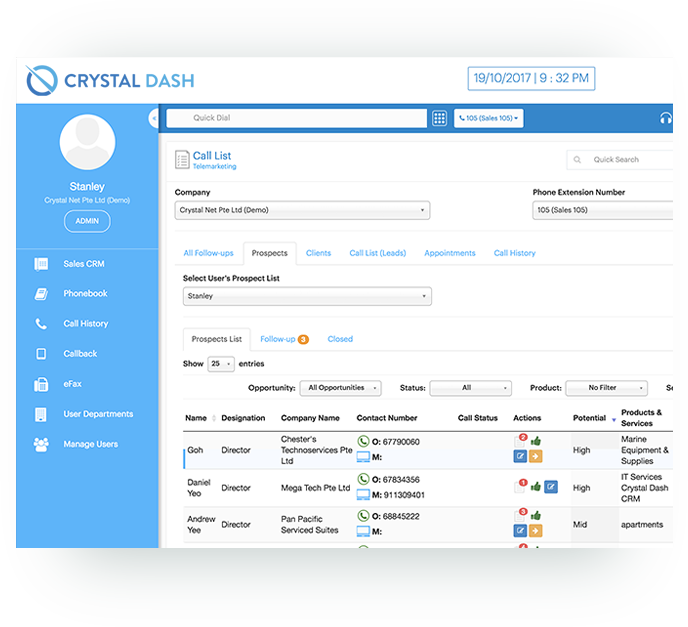 CRYSTAL DASH
19/10/2017 | 9 : 32 PM
Quick Dial
105 (Sales 105)
Stanley
Crystal Net Pte Ltd (Demo)
ADMIN
Sales CRM
Phonebook
Call History
Callback
eFax
User Departments
Manage Users
Call List
Telemarketing
Quick Search
Company
Phone Extension Number
Crystal Net Pte Ltd (Demo)
105 (Sales 105)
All Follow-ups Prospects Clients Call List (Leads) Appointments Call History
Select User's Prospect List
Stanley
Prospects List Follow-up 3 Closed
Show 25 entries
Opportunity: All Opportunities Status: All Product: No Filter
Name Designation Company Name Contact Number Call Status Actions Potential Products & Services
Goh Director Chester's Technoservices Pte Ltd O: 67790060 M: 2 High Marine Equipment & Supplies
Daniel Yeo Director Mega Tech Pte Ltd O: 67834356 M: 911309401 1 High IT Services Crystal Dash CRM
Andrew Yee Director Pan Pacific Serviced Suites O: 68845222 M: 3 Mid apartments